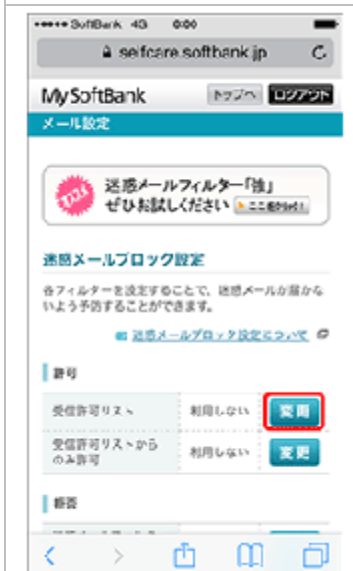 SoftBank 4G 0:00
selfcare.softbank.jp
My SoftBank トップへ ログアウト
メール設定
オススメ
迷惑メールフィルター「強」
ぜひお試しください
迷惑メールブロック設定
各フィルターを設定することで、迷惑メールが届かな
いよう予防することができます。
迷惑メールブロック設定について
許可
受信許可リスト 利用しない 変更
受信許可リストから
のみ許可 利用しない 変更
拒否